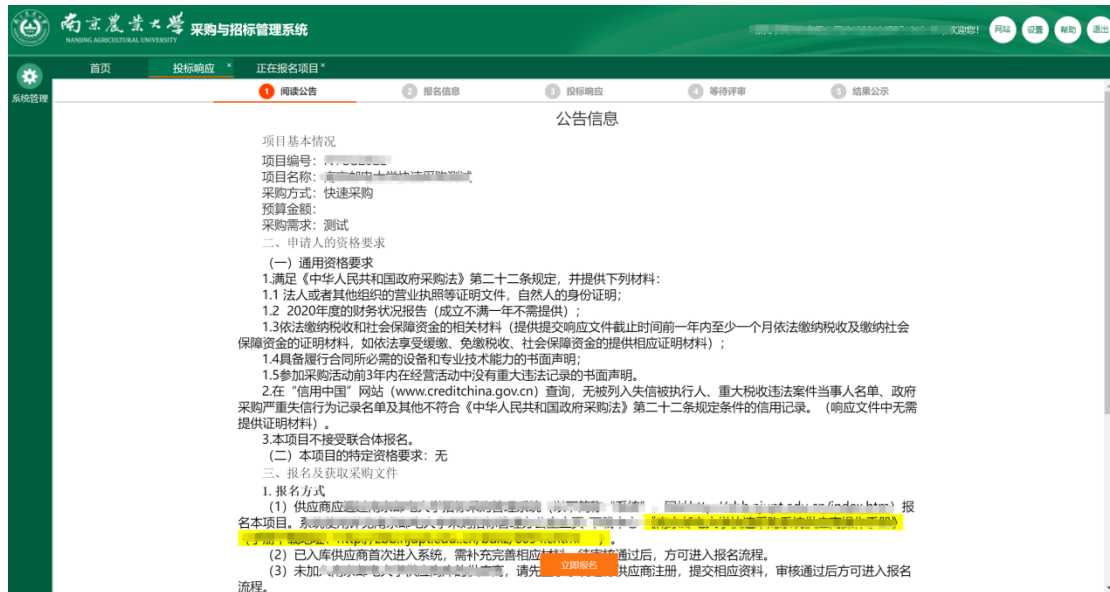 南京农业大学 采购与招标管理系统
NANJING AGRICULTURAL UNIVERSITY
欢迎您! 网站 设置 帮助 退出
首页 投标响应 × 正在报名项目 ×
系统管理
1 阅读公告 2 报名信息 3 投标响应 4 等待评审 5 结果公示
公告信息
项目基本情况
项目编号:
项目名称:
采购方式:快速采购
预算金额:
采购需求:测试
二、申请人的资格要求
(一)通用资格要求
1.满足《中华人民共和国政府采购法》第二十二条规定,并提供下列材料:
1.1 法人或者其他组织的营业执照等证明文件,自然人的身份证明;
1.2 2020年度的财务状况报告(成立不满一年不需提供);
1.3依法缴纳税收和社会保障资金的相关材料(提供提交响应文件截止时间前一年内至少一个月依法缴纳税收及缴纳社会
保障资金的证明材料,如依法享受缓缴、免缴税收、社会保障资金的提供相应证明材料);
1.4具备履行合同所必需的设备和专业技术能力的书面声明;
1.5参加采购活动前3年内在经营活动中没有重大违法记录的书面声明。
2.在“信用中国”网站(www.creditchina.gov.cn)查询,无被列入失信被执行人、重大税收违法案件当事人名单、政府
采购严重失信行为记录名单及其他不符合《中华人民共和国政府采购法》第二十二条规定条件的信用记录。(响应文件中无需
提供证明材料)。
3.本项目不接受联合体报名。
(二)本项目的特定资格要求:无
三、报名及获取采购文件
1. 报名方式
(1)供应商应 报
名本项目。
(2)已入库供应商首次进入系统,需补充完善相应材料,待审核通过后,方可进入报名流程。
(3)未加 ,请先 供应商注册,提交相应资料,审核通过后方可进入报名
流程。
立即报名